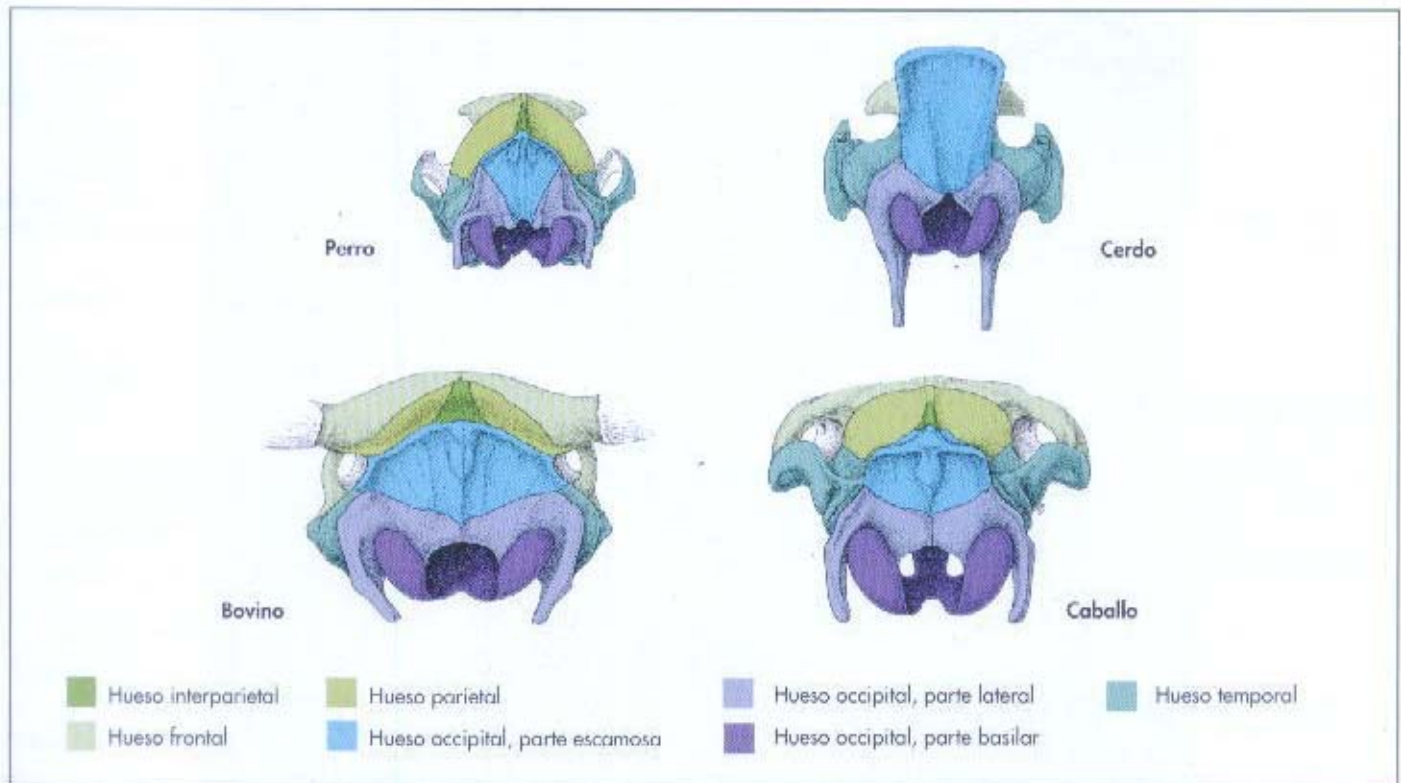 Perro
Cerdo
Bovino
Caballo
Hueso interparietal
Hueso parietal
Hueso occipital, parte lateral
Hueso temporal
Hueso frontal
Hueso occipital, parte escamosa
Hueso occipital, parte basilar